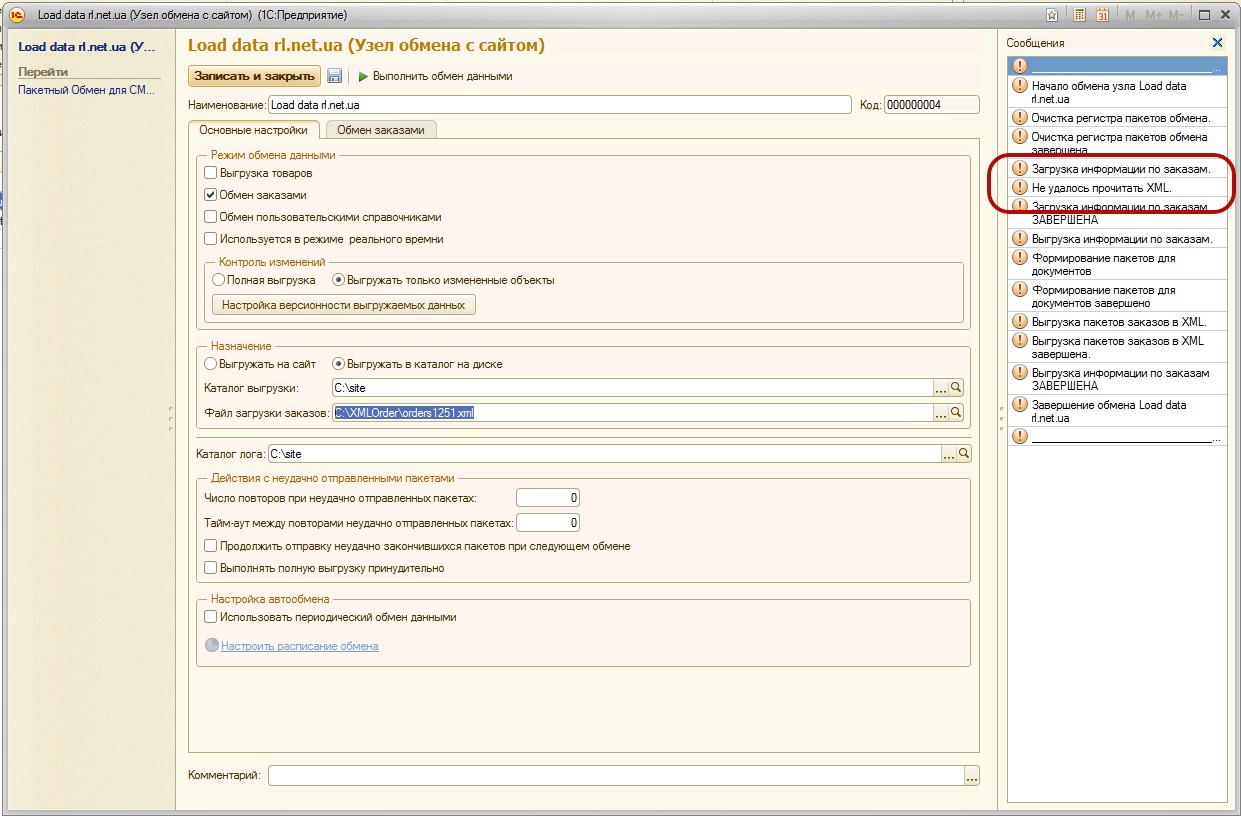 Load data rl.net.ua (Узел обмена с сайтом) (1С:Предприятие)
M M+ M-
Load data rl.net.ua (У...
Перейти
Пакетный Обмен для СМ...
Load data rl.net.ua (Узел обмена с сайтом)
Записать и закрыть
Выполнить обмен данными
Наименование: Load data rl.net.ua Код: 000000004
Основные настройки Обмен заказами
Режим обмена данными
Выгрузка товаров
Обмен заказами
Обмен пользовательскими справочниками
Используется в режиме реального времни
Контроль изменений
Полная выгрузка Выгружать только измененные объекты
Настройка версионности выгружаемых данных
Назначение
Выгружать на сайт Выгружать в каталог на диске
Каталог выгрузки: C:\site ...
Файл загрузки заказов: C:\XMLOrder\orders1251.xml ...
Каталог лога: C:\site ...
Действия с неудачно отправленными пакетами
Число повторов при неудачно отправленных пакетах: 0
Тайм-аут между повторами неудачно отправленных пакетах: 0
Продолжить отправку неудачно закончившихся пакетов при следующем обмене
Выполнять полную выгрузку принудительно
Настройка автообмена
Использовать периодический обмен данными
Настроить расписание обмена
Комментарий: ...
Сообщения
...
Начало обмена узла Load data
rl.net.ua
Очистка регистра пакетов обмена.
Очистка регистра пакетов обмена
завершена
Загрузка информации по заказам.
Не удалось прочитать XML.
Загрузка информации по заказам
ЗАВЕРШЕНА
Выгрузка информации по заказам.
Формирование пакетов для
документов
Формирование пакетов для
документов завершено
Выгрузка пакетов заказов в XML.
Выгрузка пакетов заказов в XML
завершена.
Выгрузка информации по заказам
ЗАВЕРШЕНА
Завершение обмена Load data
rl.net.ua
...